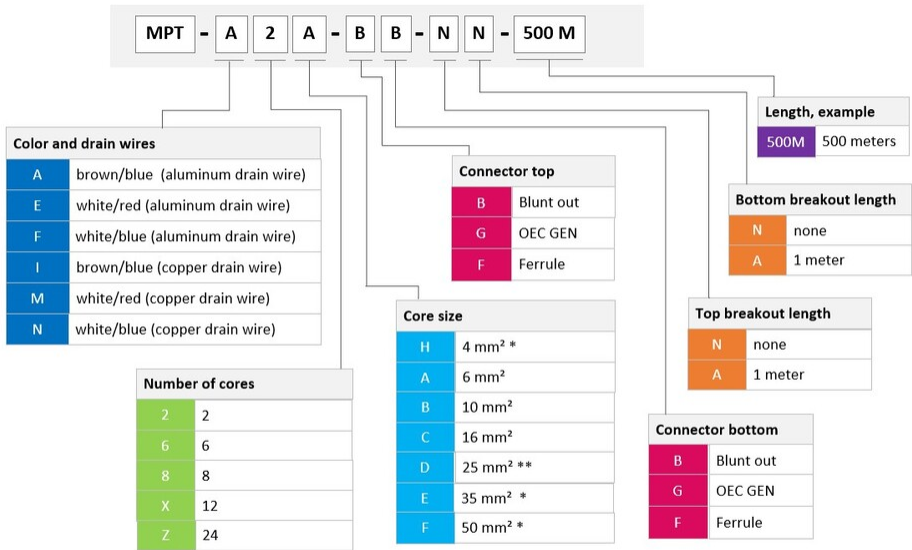 MPT - A 2 A - B B - N N - 500 M
Color and drain wires
A brown/blue (aluminum drain wire)
E white/red (aluminum drain wire)
F white/blue (aluminum drain wire)
I brown/blue (copper drain wire)
M white/red (copper drain wire)
N white/blue (copper drain wire)
Number of cores
2 2
6 6
8 8
X 12
Z 24
Core size
H 4 mm² *
A 6 mm²
B 10 mm²
C 16 mm²
D 25 mm² **
E 35 mm² *
F 50 mm² *
Connector top
B Blunt out
G OEC GEN
F Ferrule
Connector bottom
B Blunt out
G OEC GEN
F Ferrule
Top breakout length
N none
A 1 meter
Bottom breakout length
N none
A 1 meter
Length, example
500M 500 meters